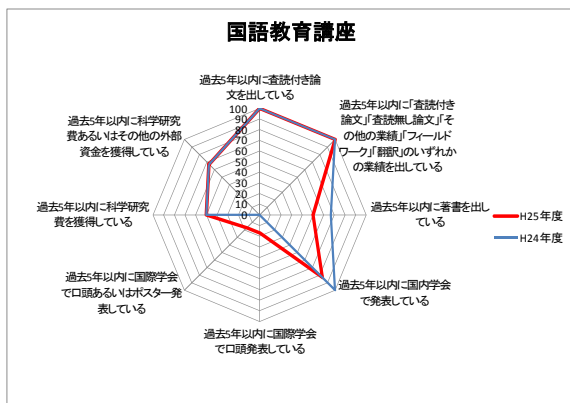 国語教育講座
過去5年以内に査読付き論
文を出している
過去5年以内に「査読付き
論文」「査読無し論文」「そ
の他の業績」「フィールド
ワーク」「翻訳」のいずれか
の業績を出している
過去5年以内に著書を出し
ている
過去5年以内に国内学会
で発表している
過去5年以内に国際学会
で口頭発表している
過去5年以内に国際学会
で口頭あるいはポスター発
表している
過去5年以内に科学研究
費を獲得している
過去5年以内に科学研究
費あるいはその他の外部
資金を獲得している
100
90
80
70
60
50
40
30
20
10
0
H25年度
H24年度